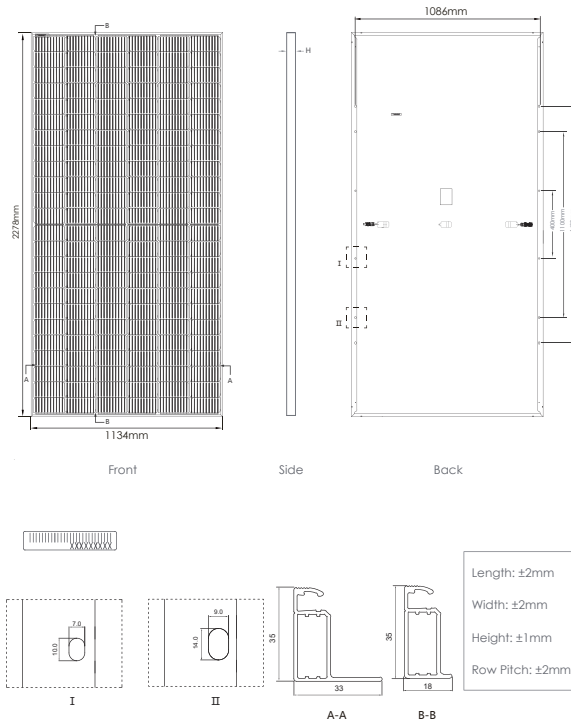 B
H
1086mm
2278mm
400mm
1100mm
I
II
A
A
B
1134mm
Front
Side
Back
7.0
10.0
9.0
14.0
35
33
35
18
I
II
A-A
B-B
Length: ±2mm
Width: ±2mm
Height: ±1mm
Row Pitch: ±2mm